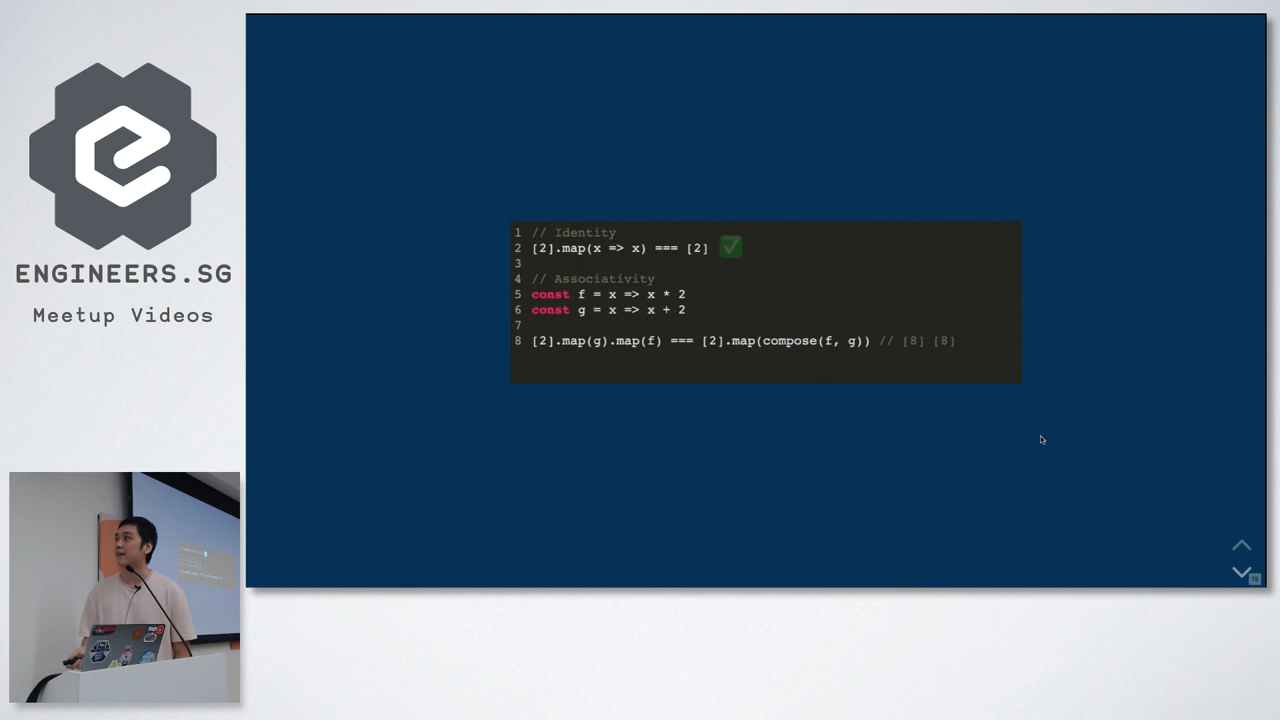 ENGINEERS.SG
Meetup Videos
1 // Identity
2 [2].map(x => x) === [2] ✅
3
4 // Associativity
5 const f = x => x * 2
6 const g = x => x + 2
7
8 [2].map(g).map(f) === [2].map(compose(f, g)) // [8] [8]